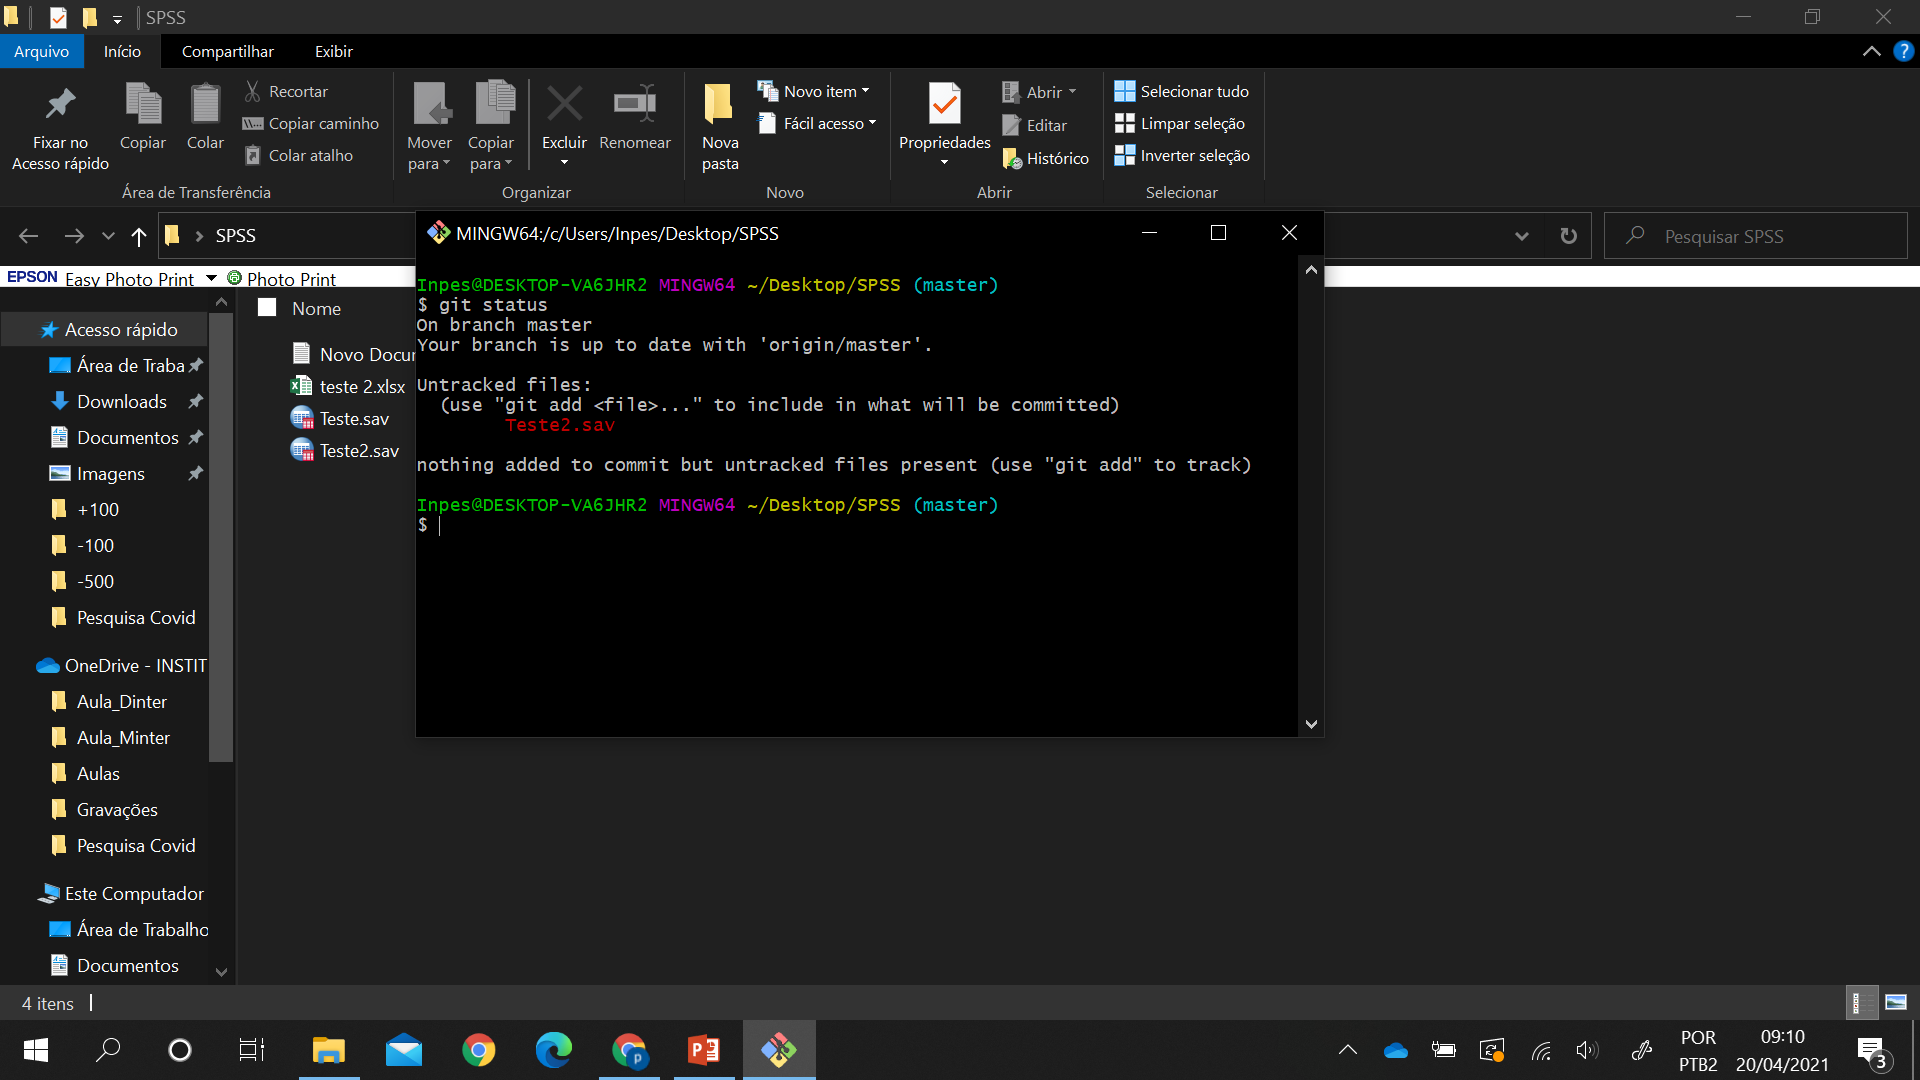 SPSS
Arquivo
Início
Compartilhar
Exibir
Fixar no
Acesso rápido
Copiar
Colar
Recortar
Copiar caminho
Colar atalho
Área de Transferência
Mover
para
Copiar
para
Excluir
Renomear
Organizar
Nova
pasta
Novo item
Fácil acesso
Novo
Propriedades
Abrir
Editar
Histórico
Abrir
Selecionar tudo
Limpar seleção
Inverter seleção
Selecionar
SPSS
Pesquisar SPSS
EPSON Easy Photo Print
Photo Print
Acesso rápido
Área de Traba
Downloads
Documentos
Imagens
+100
-100
-500
Pesquisa Covid
OneDrive - INSTIT
Aula_Dinter
Aula_Minter
Aulas
Gravações
Pesquisa Covid
Este Computador
Área de Trabalho
Documentos
Nome
Novo Docur
teste 2.xlsx
Teste.sav
Teste2.sav
MINGW64:/c/Users/Inpes/Desktop/SPSS
Inpes@DESKTOP-VA6JHR2 MINGW64 ~/Desktop/SPSS (master)
$ git status
On branch master
Your branch is up to date with 'origin/master'.
Untracked files:
(use "git add <file>..." to include in what will be committed)
Teste2.sav
nothing added to commit but untracked files present (use "git add" to track)
Inpes@DESKTOP-VA6JHR2 MINGW64 ~/Desktop/SPSS (master)
$
4 itens
POR
PTB2
09:10
20/04/2021
3